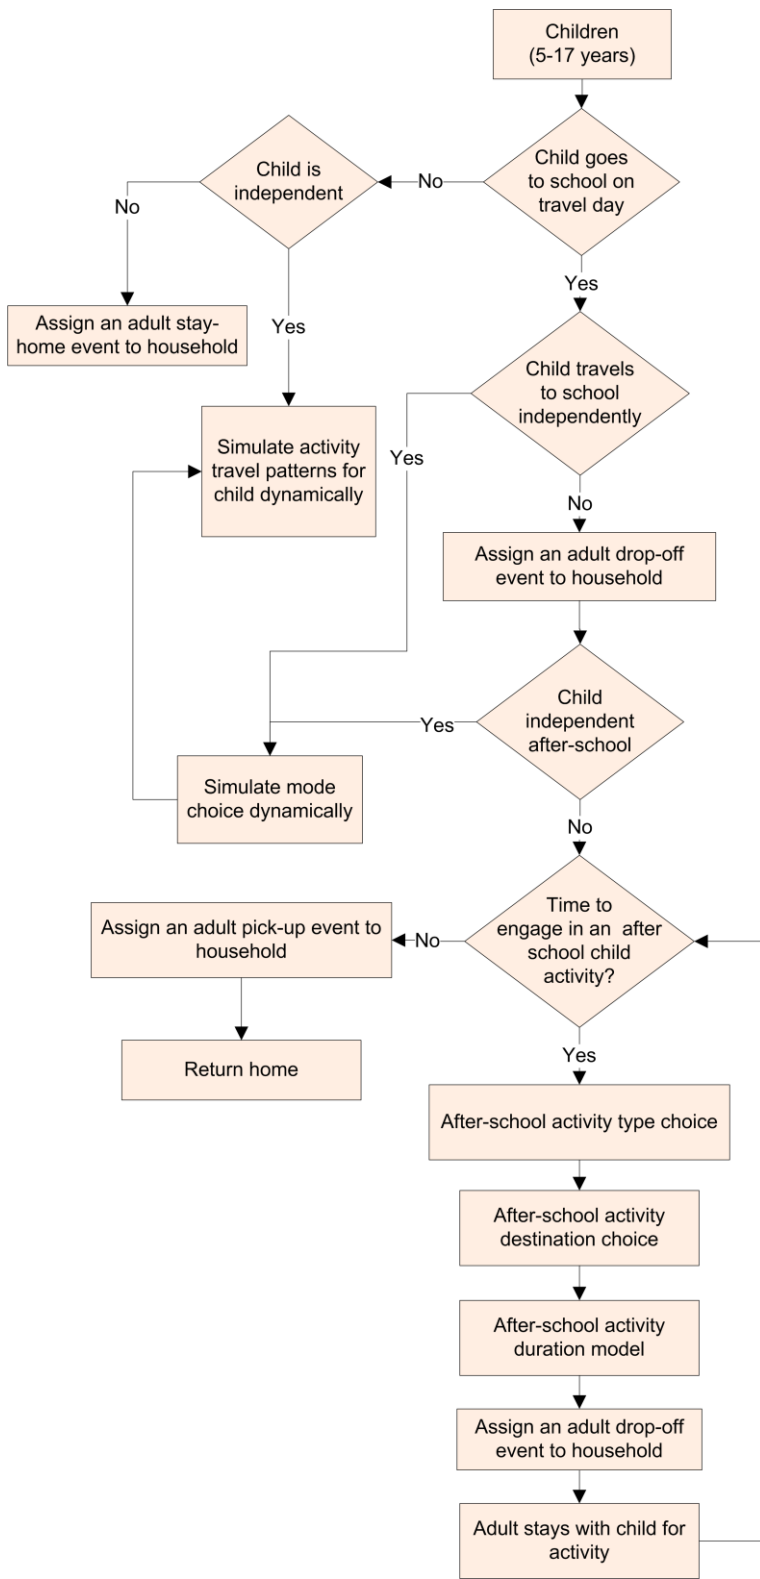 Children
(5-17 years)
Child goes
to school on
travel day
No
Child is
independent
No
Assign an adult stay-
home event to household
Yes
Yes
Child travels
to school
independently
Simulate activity
travel patterns for
child dynamically
Yes
No
Assign an adult drop-off
event to household
Child
independent
after-school
Yes
Simulate mode
choice dynamically
No
Time to
engage in an  after
school child
activity?
No
Assign an adult pick-up event to
household
Return home
Yes
After-school activity type choice
After-school activity
destination choice
After-school activity
duration model
Assign an adult drop-off
event to household
Adult stays with child for
activity